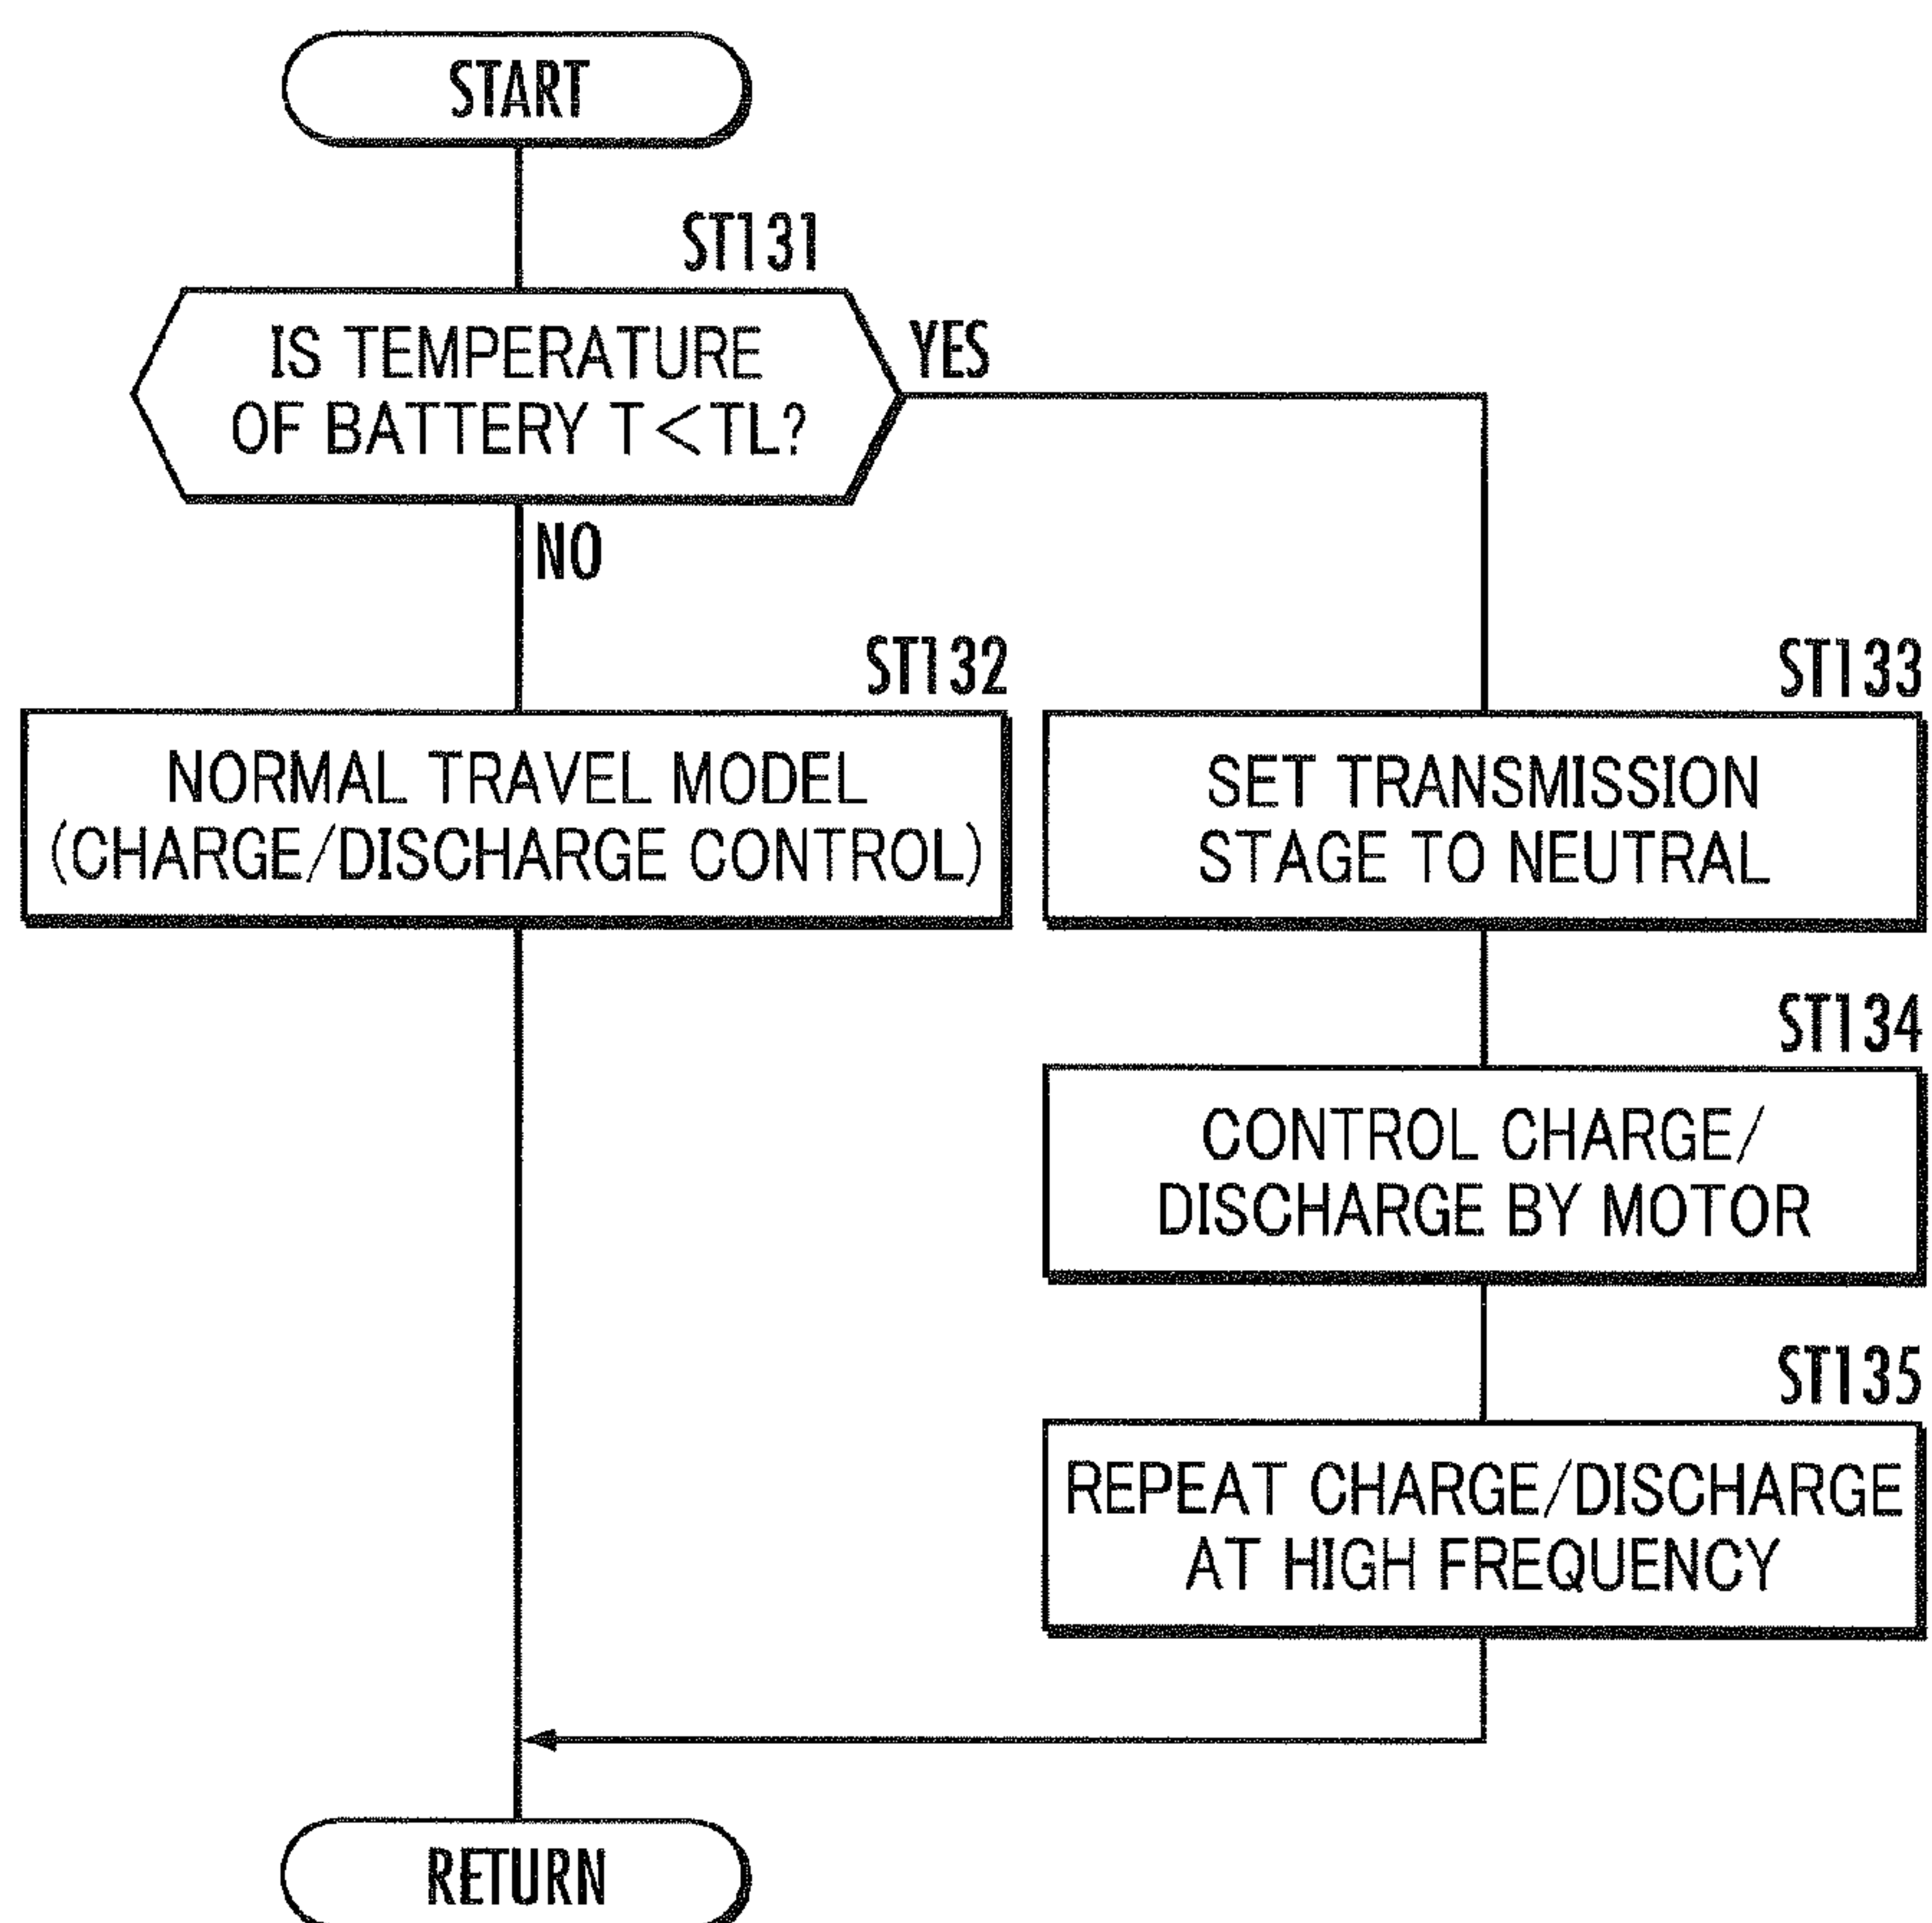 START
ST131
IS TEMPERATURE
OF BATTERY T<TL?
YES
NO
ST132
NORMAL TRAVEL MODEL
(CHARGE/DISCHARGE CONTROL)
ST133
SET TRANSMISSION
STAGE TO NEUTRAL
ST134
CONTROL CHARGE/
DISCHARGE BY MOTOR
ST135
REPEAT CHARGE/DISCHARGE
AT HIGH FREQUENCY
RETURN